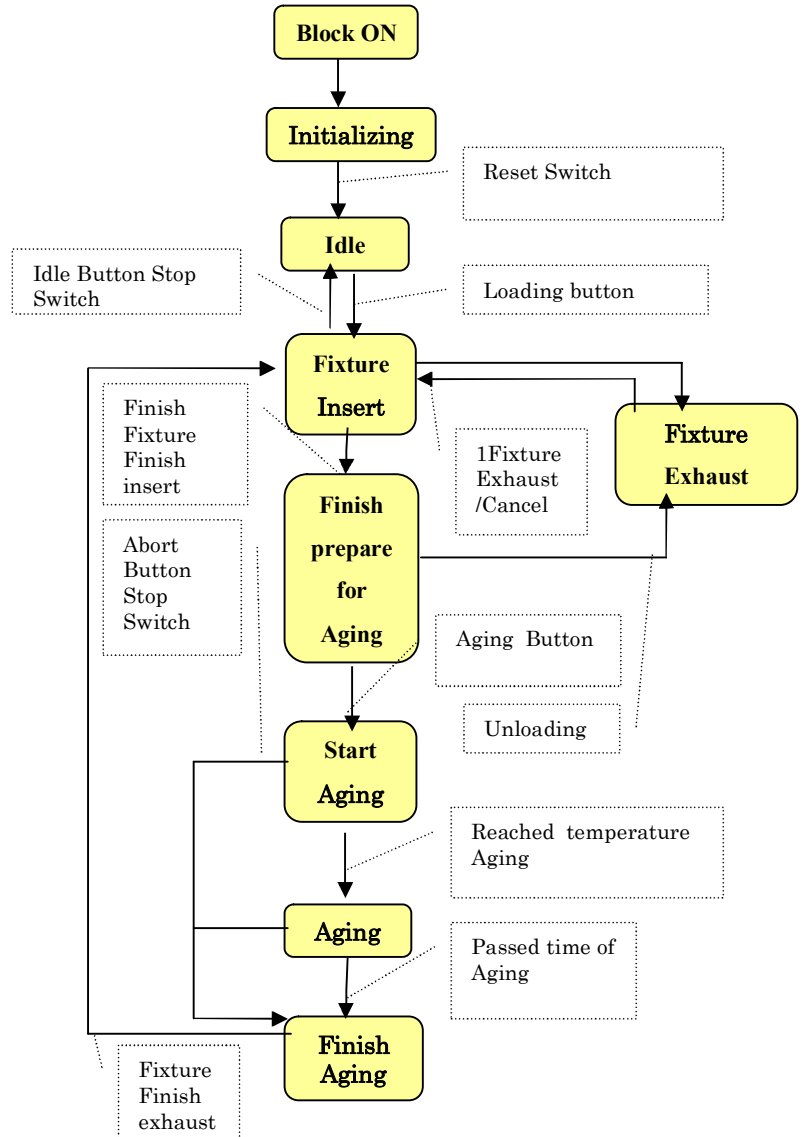 Block ON
Initializing
Reset Switch
Idle
Idle Button Stop
Switch
Loading button
Fixture
Insert
Finish
Fixture
Finish
insert
1Fixture
Exhaust
/Cancel
Fixture
Exhaust
Finish
prepare
for
Aging
Abort
Button
Stop
Switch
Aging Button
Unloading
Start
Aging
Reached temperature
Aging
Aging
Passed time of
Aging
Finish
Aging
Fixture
Finish
exhaust